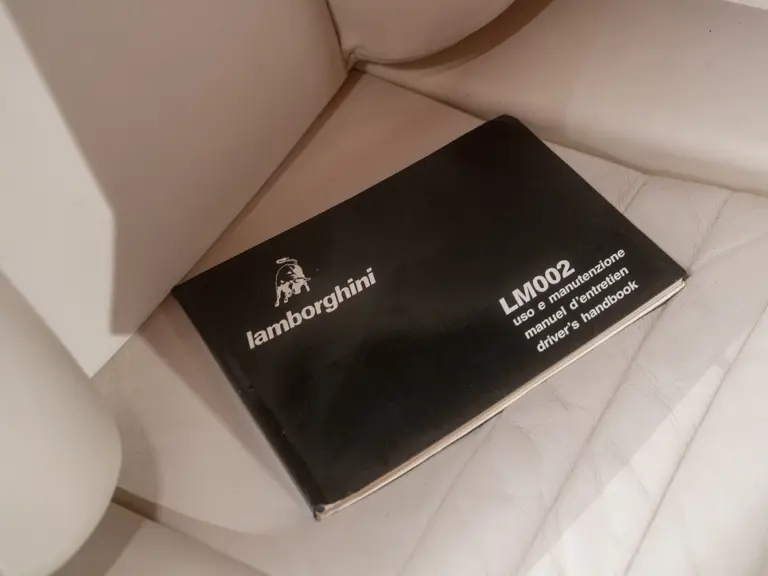 lamborghini
LM002
uso e manutenzione
manuel d'entretien
driver's handbook